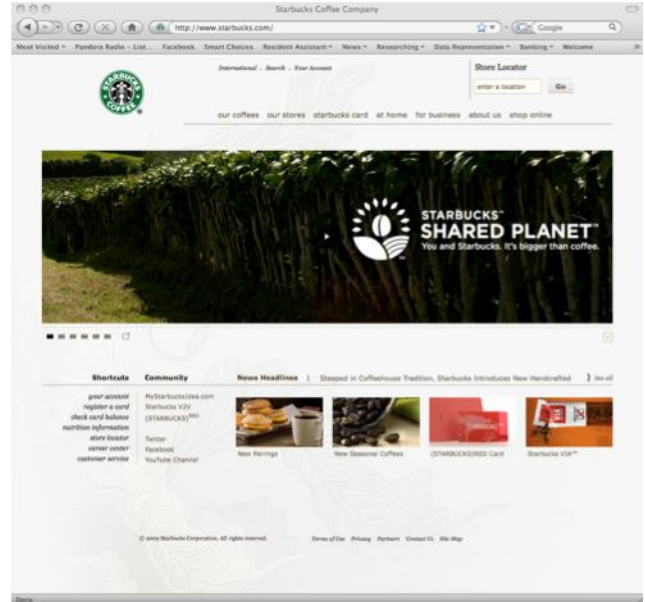 Starbucks Coffee Company
http://www.starbucks.com/
Google
Most Visited Pandora Radio - List... Facebook Smart Choices Resident Assistant News Researching Data Representation Banking Welcome
STARBUCKS COFFEE
International . Search . Your Account
Store Locator
enter a location Go
our coffees our stores starbucks card at home for business about us shop online
STARBUCKS™
SHARED PLANET™
You and Starbucks. It's bigger than coffee.
Shortcuts
your account
register a card
check card balance
nutrition information
store locator
career center
customer service
Community
MyStarbucksIdea.com
Starbucks V2V
(STARBUCKS)RED
Twitter
Facebook
YouTube Channel
News Headlines | Steeped in Coffeehouse Tradition, Starbucks Introduces New Handcrafted } See all
New Pairings
New Seasonal Coffees
(STARBUCKS)RED Card
VIA
Starbucks VIA™
© 2009 Starbucks Corporation. All rights reserved.
Terms of Use Privacy Partners Contact Us Site Map
Done